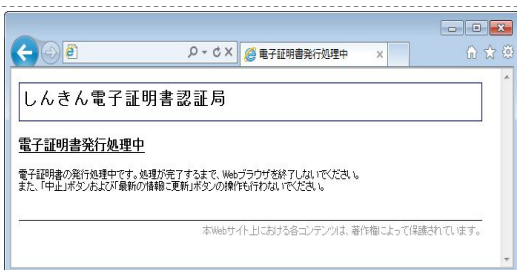 電子証明書発行処理中
しんきん電子証明書認証局
電子証明書発行処理中
電子証明書の発行処理中です。処理が完了するまで、Webブラウザを終了しないでください。
また、「中止」ボタンおよび「最新の情報に更新」ボタンの操作も行わないでください。
本Webサイト上における各コンテンツは、著作権によって保護されています。